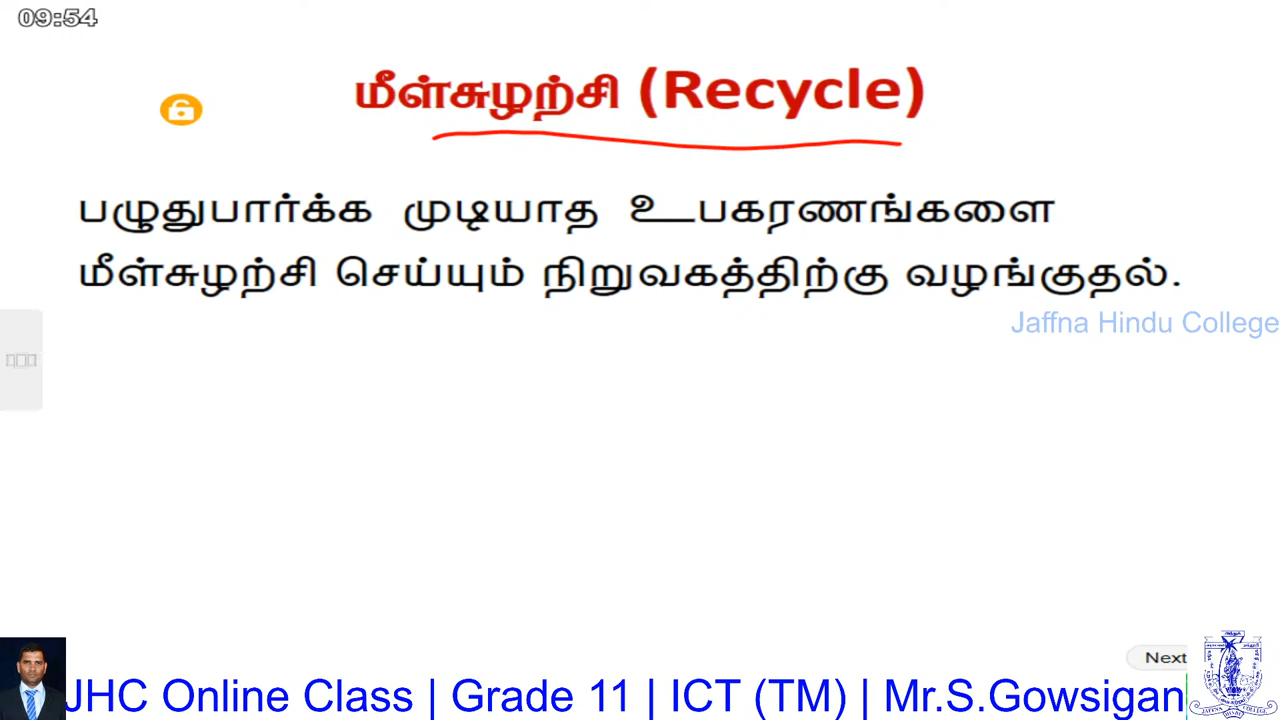 09:54
மீள்சுழற்சி (Recycle)
பழுதுபார்க்க முடியாத உபகரணங்களை
மீள்சுழற்சி செய்யும் நிறுவகத்திற்கு வழங்குதல்.
Jaffna Hindu College
Next
JHC Online Class | Grade 11 | ICT (TM) | Mr.S.Gowsigan